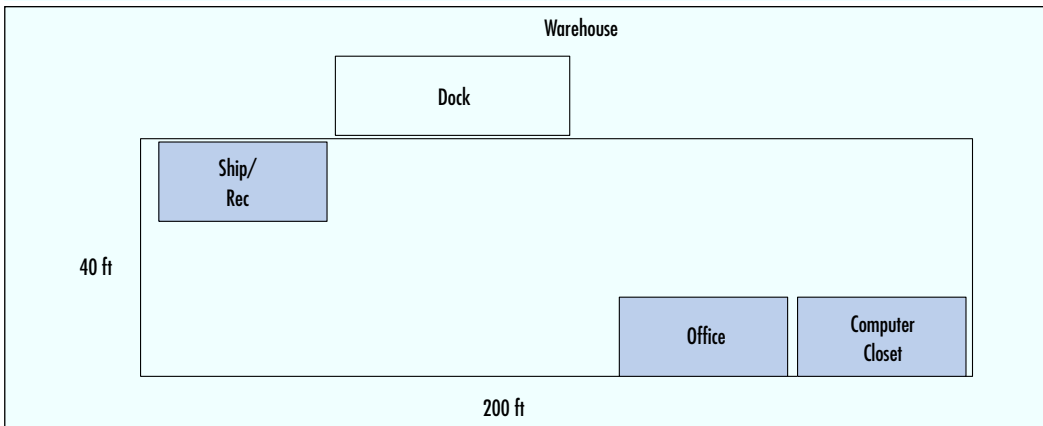 Warehouse
Dock
Ship/
Rec
40 ft
Office
Computer
Closet
200 ft